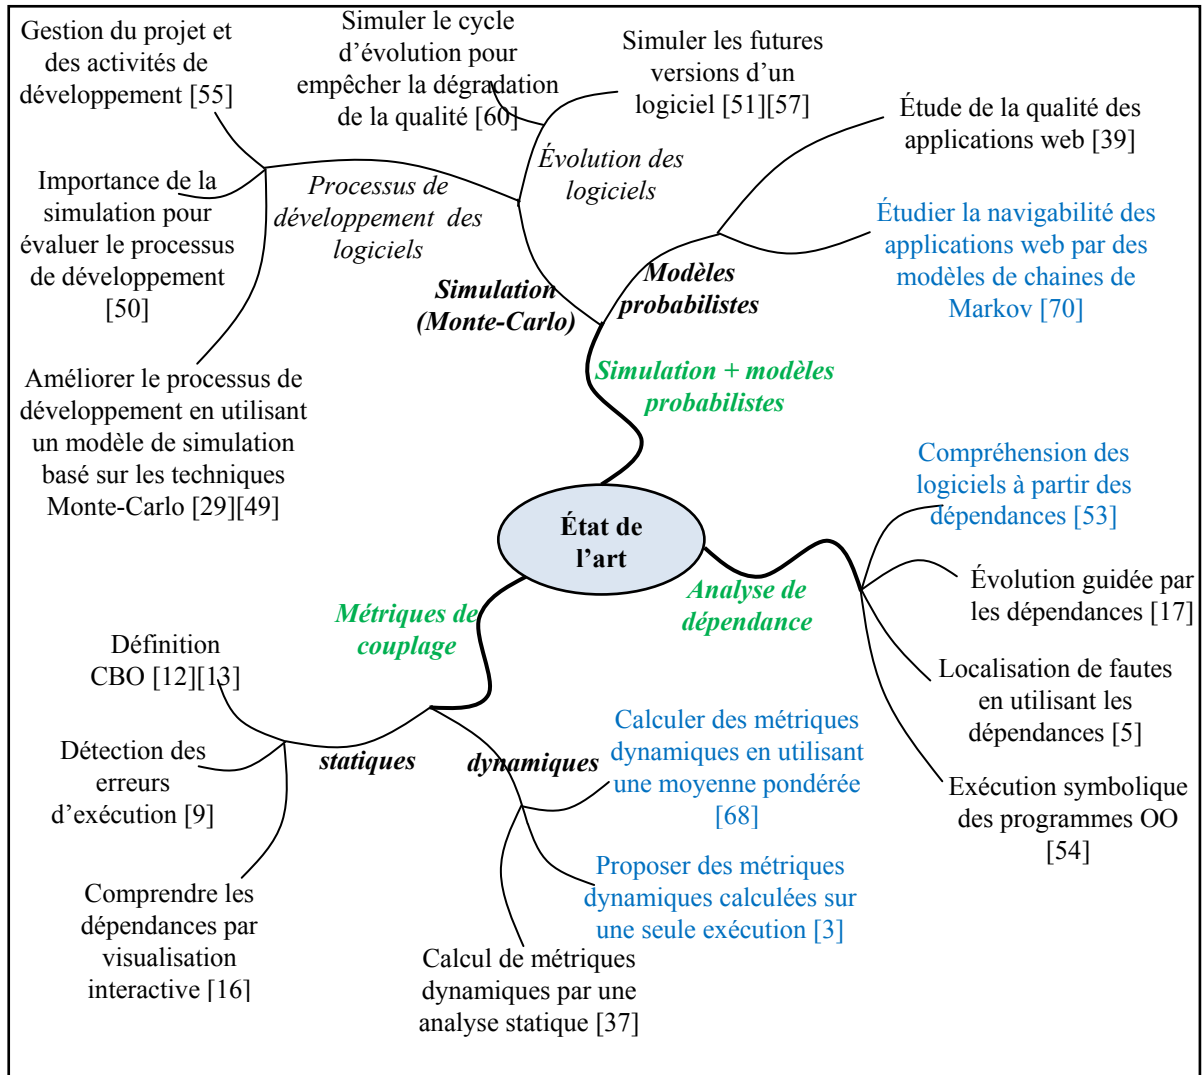 Gestion du projet et
des activités de
développement [55]
Simuler le cycle
d’évolution pour
empêcher la dégradation
de la qualité [60]
Simuler les futures
versions d’un
logiciel [51][57]
Étude de la qualité des
applications web [39]
Évolution des
logiciels
Importance de la
simulation pour
évaluer le processus
de développement
[50]
Processus de
développement des
logiciels
Étudier la navigabilité des
applications web par des
modèles de chaines de
Markov [70]
Simulation
(Monte-Carlo)
Modèles
probabilistes
Améliorer le processus de
développement en utilisant
un modèle de simulation
basé sur les techniques
Monte-Carlo [29][49]
Simulation + modèles
probabilistes
Compréhension des
logiciels à partir des
dépendances [53]
État de
l’art
Analyse de
dépendance
Évolution guidée par
les dépendances [17]
Métriques de
couplage
Définition
CBO [12][13]
Localisation de fautes
en utilisant les
dépendances [5]
Détection des
erreurs
d’exécution [9]
statiques
dynamiques
Calculer des métriques
dynamiques en utilisant
une moyenne pondérée
[68]
Exécution symbolique
des programmes OO
[54]
Proposer des métriques
dynamiques calculées sur
une seule exécution [3]
Comprendre les
dépendances par
visualisation
interactive [16]
Calcul de métriques
dynamiques par une
analyse statique [37]